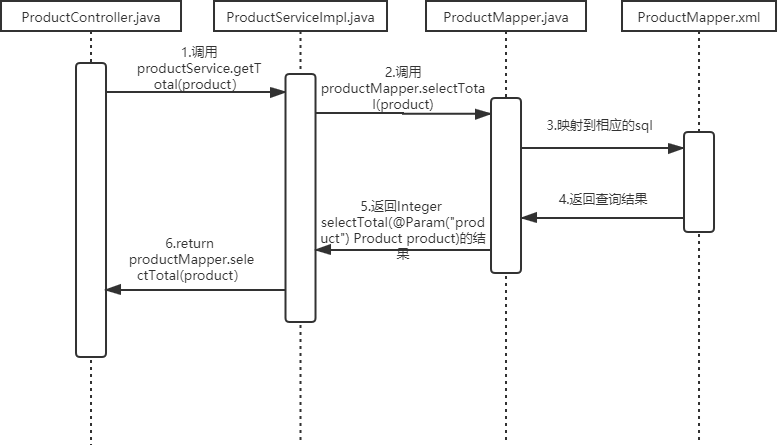 ProductController.java
ProductServiceImpl.java
ProductMapper.java
ProductMapper.xml
1.调用
productService.getT
otal(product)
2.调用
productMapper.selectTota
l(product)
3.映射到相应的sql
4.返回查询结果
5.返回Integer
selectTotal(@Param("prod
uct") Product product)的结
果
6.return
productMapper.sele
ctTotal(product)